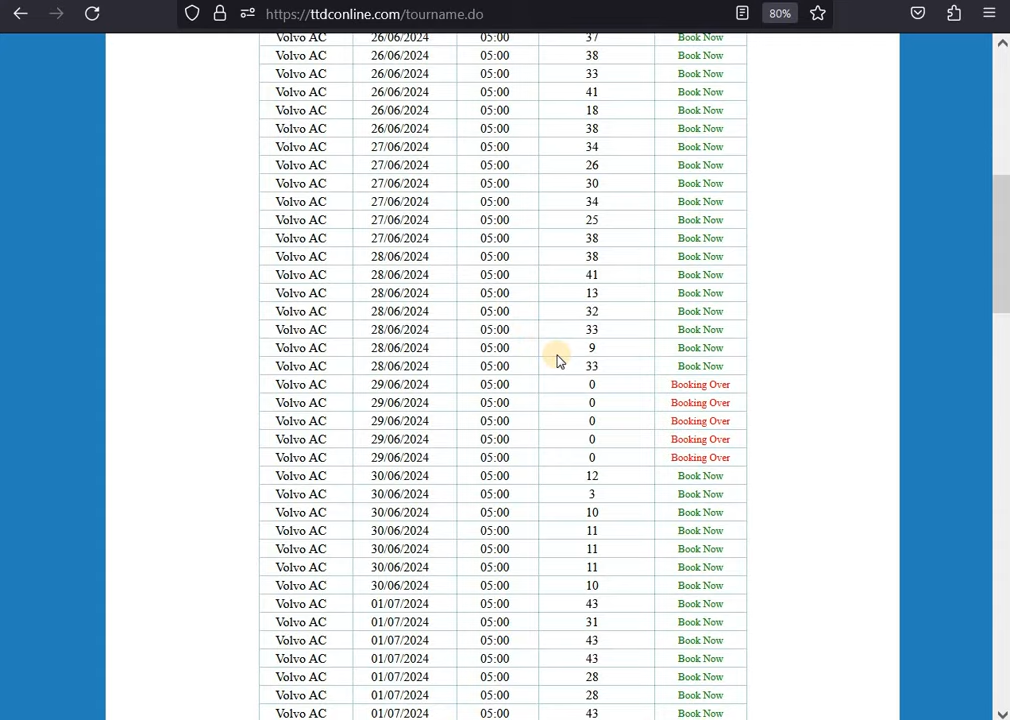 https://ttdconline.com/tourname.do
80%
Volvo AC 26/06/2024 05:00 37 Book Now
Volvo AC 26/06/2024 05:00 38 Book Now
Volvo AC 26/06/2024 05:00 33 Book Now
Volvo AC 26/06/2024 05:00 41 Book Now
Volvo AC 26/06/2024 05:00 18 Book Now
Volvo AC 26/06/2024 05:00 38 Book Now
Volvo AC 27/06/2024 05:00 34 Book Now
Volvo AC 27/06/2024 05:00 26 Book Now
Volvo AC 27/06/2024 05:00 30 Book Now
Volvo AC 27/06/2024 05:00 34 Book Now
Volvo AC 27/06/2024 05:00 25 Book Now
Volvo AC 27/06/2024 05:00 38 Book Now
Volvo AC 28/06/2024 05:00 38 Book Now
Volvo AC 28/06/2024 05:00 41 Book Now
Volvo AC 28/06/2024 05:00 13 Book Now
Volvo AC 28/06/2024 05:00 32 Book Now
Volvo AC 28/06/2024 05:00 33 Book Now
Volvo AC 28/06/2024 05:00 9 Book Now
Volvo AC 28/06/2024 05:00 33 Book Now
Volvo AC 29/06/2024 05:00 0 Booking Over
Volvo AC 29/06/2024 05:00 0 Booking Over
Volvo AC 29/06/2024 05:00 0 Booking Over
Volvo AC 29/06/2024 05:00 0 Booking Over
Volvo AC 29/06/2024 05:00 0 Booking Over
Volvo AC 30/06/2024 05:00 12 Book Now
Volvo AC 30/06/2024 05:00 3 Book Now
Volvo AC 30/06/2024 05:00 10 Book Now
Volvo AC 30/06/2024 05:00 11 Book Now
Volvo AC 30/06/2024 05:00 11 Book Now
Volvo AC 30/06/2024 05:00 11 Book Now
Volvo AC 30/06/2024 05:00 10 Book Now
Volvo AC 01/07/2024 05:00 43 Book Now
Volvo AC 01/07/2024 05:00 31 Book Now
Volvo AC 01/07/2024 05:00 43 Book Now
Volvo AC 01/07/2024 05:00 43 Book Now
Volvo AC 01/07/2024 05:00 28 Book Now
Volvo AC 01/07/2024 05:00 28 Book Now
Volvo AC 01/07/2024 05:00 43 Book Now